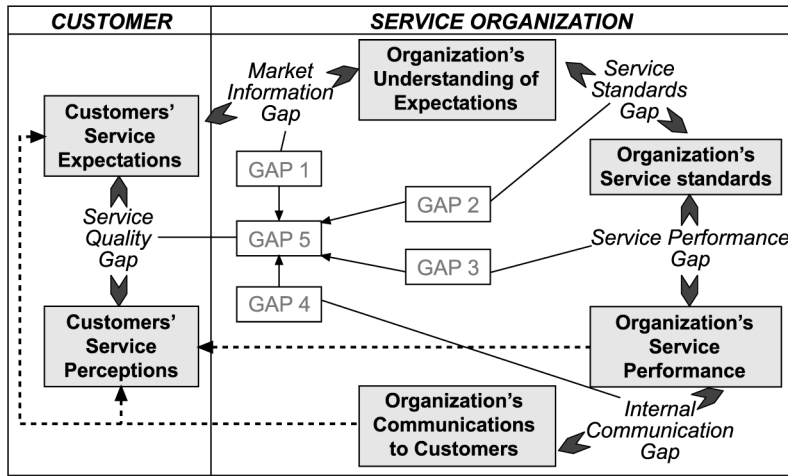 CUSTOMER
SERVICE ORGANIZATION
Organization's
Understanding of
Expectations
Market
Information
Gap
Service
Standards
Gap
Customers'
Service
Expectations
Organization's
Service standards
GAP 1
GAP 2
Service
Quality
Gap
GAP 5
Service Performance
Gap
GAP 3
GAP 4
Customers'
Service
Perceptions
Organization's
Service
Performance
Organization's
Communications
to Customers
Internal
Communication
Gap